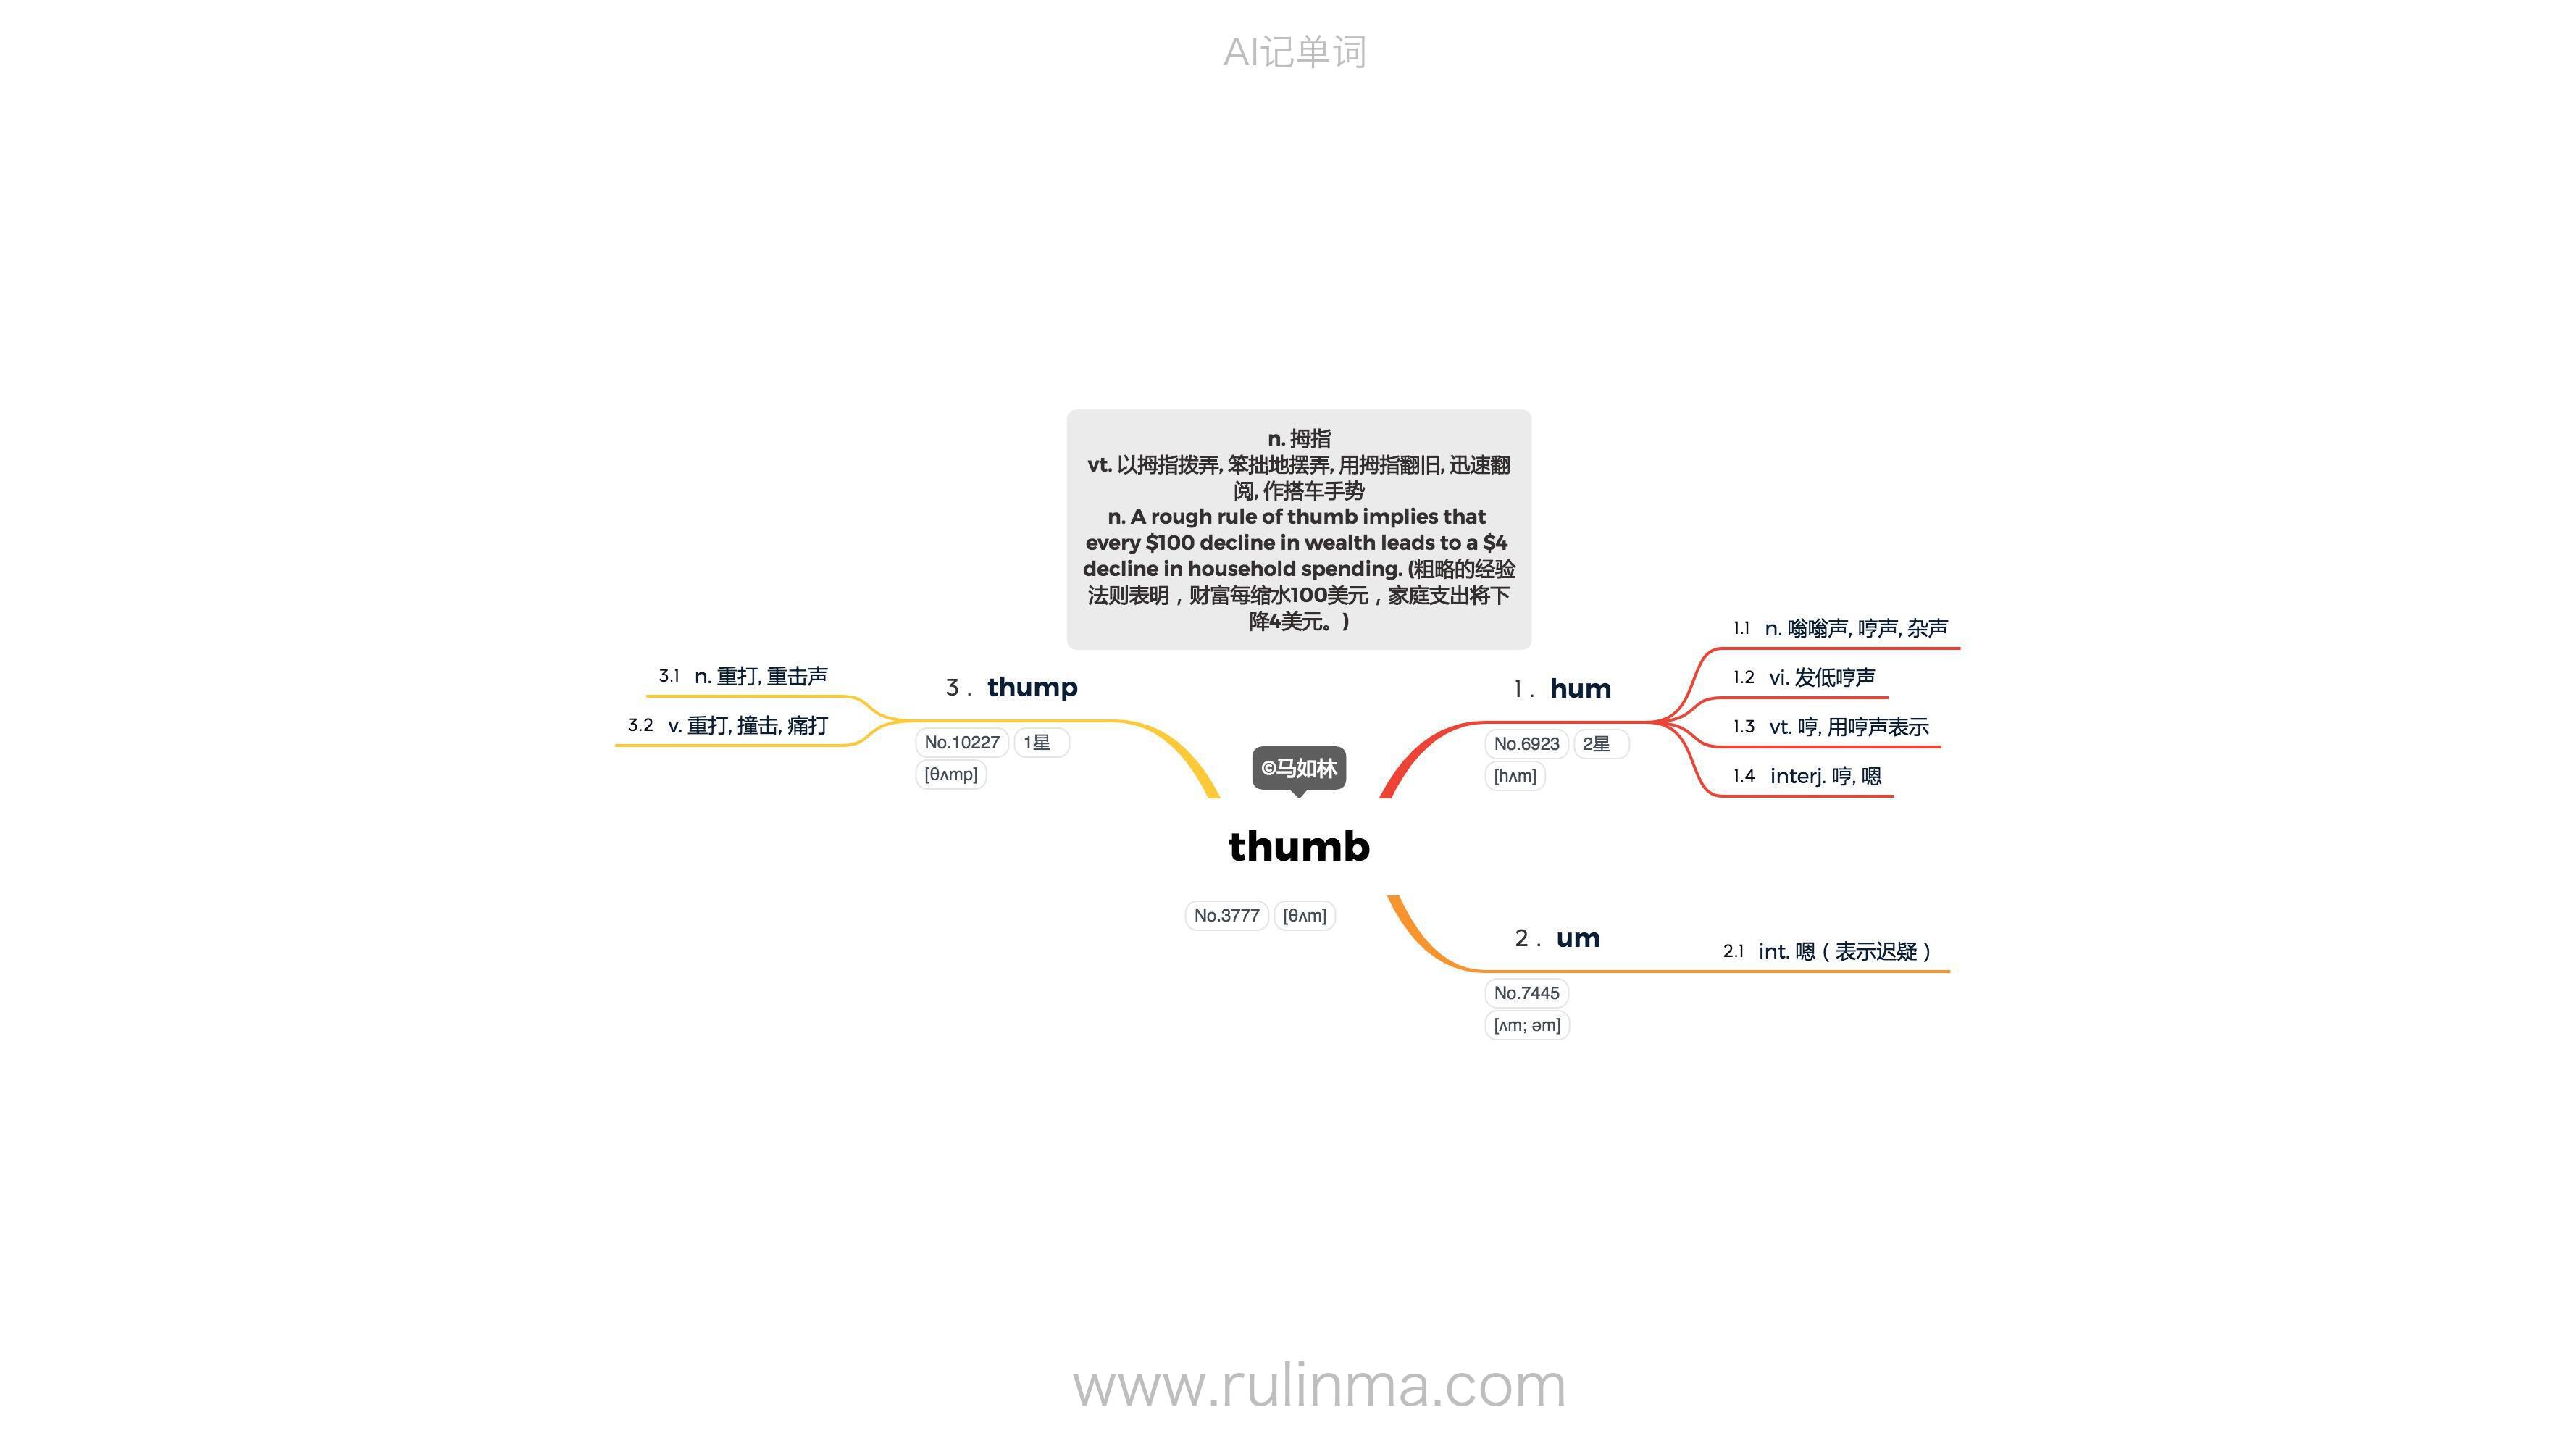 AI记单词
n. 拇指
vt. 以拇指拨弄, 笨拙地摆弄, 用拇指翻旧, 迅速翻
阅, 作搭车手势
n. A rough rule of thumb implies that
every $100 decline in wealth leads to a $4
decline in household spending. (粗略的经验
法则表明，财富每缩水100美元，家庭支出将下
降4美元。)
©马如林
thumb
No.3777 [θʌm]
1. hum
No.6923 2星
[hʌm]
1.1 n. 嗡嗡声, 哼声, 杂声
1.2 vi. 发低哼声
1.3 vt. 哼, 用哼声表示
1.4 interj. 哼, 嗯
2. um
No.7445
[ʌm; əm]
2.1 int. 嗯（表示迟疑）
3. thump
No.10227 1星
[θʌmp]
3.1 n. 重打, 重击声
3.2 v. 重打, 撞击, 痛打
www.rulinma.com